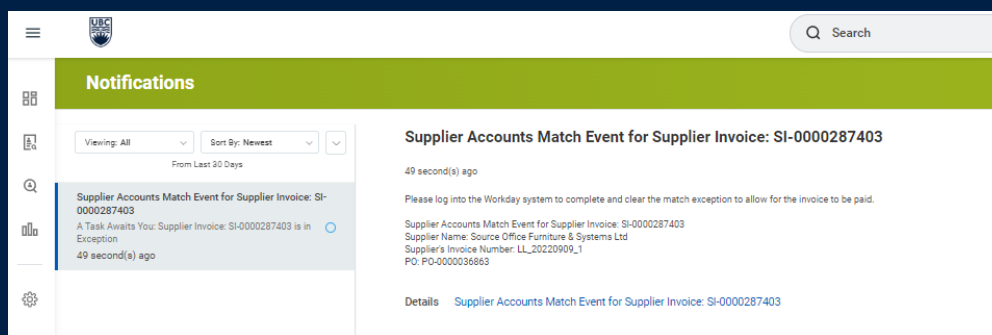 UBC
Search
Notifications
Viewing: All
Sort By: Newest
From Last 30 Days
Supplier Accounts Match Event for Supplier Invoice: SI-
0000287403
A Task Awaits You: Supplier Invoice: SI-0000287403 is in
Exception
49 second(s) ago
Supplier Accounts Match Event for Supplier Invoice: SI-0000287403
49 second(s) ago
Please log into the Workday system to complete and clear the match exception to allow for the invoice to be paid.
Supplier Accounts Match Event for Supplier Invoice: SI-0000287403
Supplier Name: Source Office Furniture & Systems Ltd
Supplier's Invoice Number: LL_20220909_1
PO: PO-0000036863
Details Supplier Accounts Match Event for Supplier Invoice: SI-0000287403